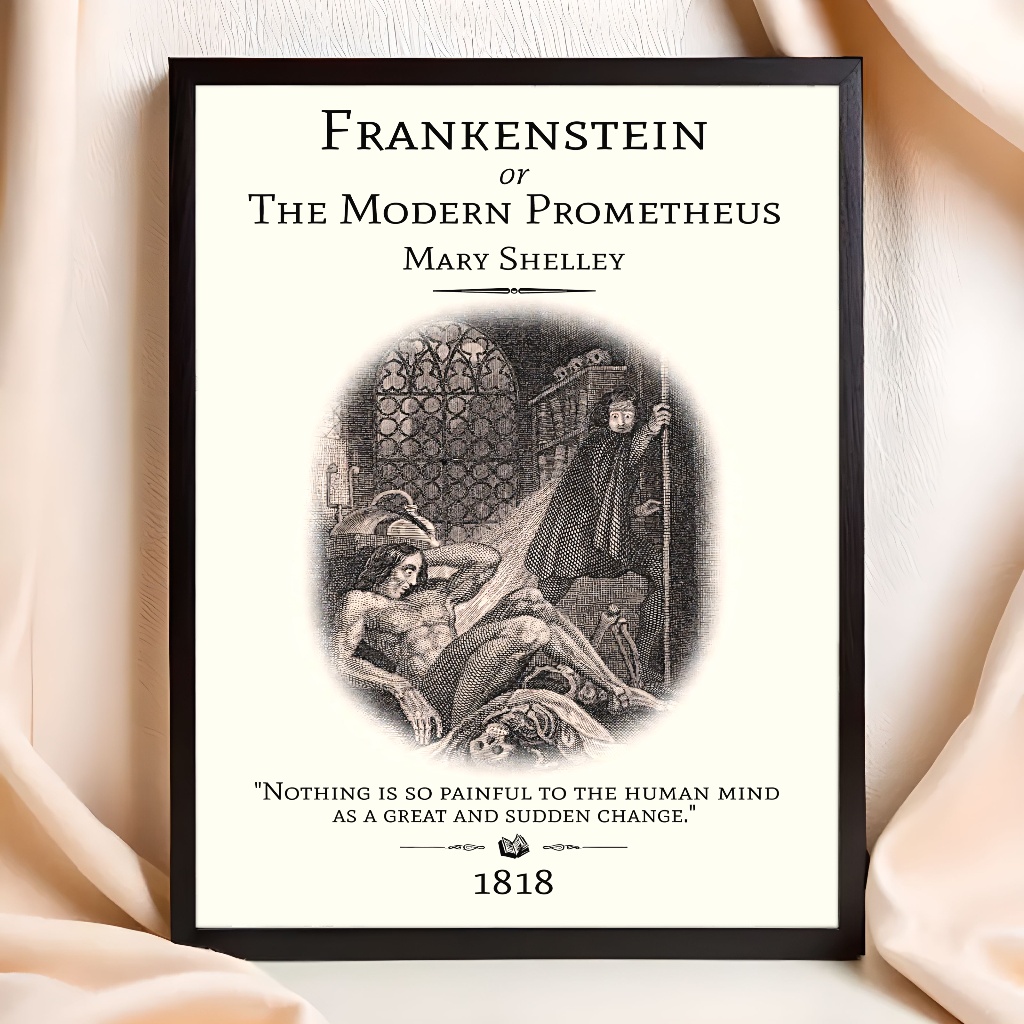 Frankenstein
or
The Modern Prometheus
Mary Shelley
"Nothing is so painful to the human mind
as a great and sudden change."
1818